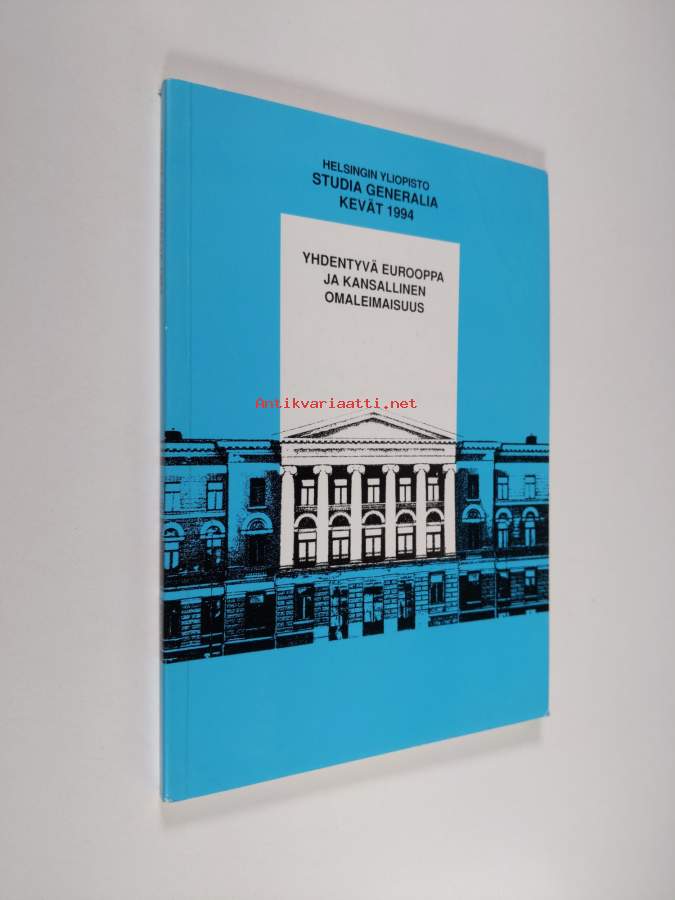 HELSINGIN YLIOPISTO
STUDIA GENERALIA
KEVÄT 1994
YHDENTYVÄ EUROOPPA
JA KANSALLINEN
OMALEIMAISUUS
Antikvariaatti.net